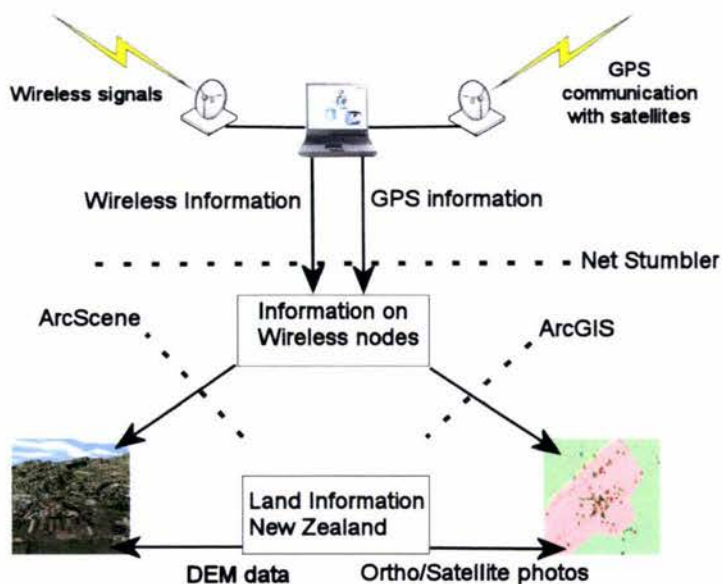 Wireless signals
GPS
communication
with satellites
Wireless Information
GPS information
Net Stumbler
ArcScene
Information on
Wireless nodes
ArcGIS
Land Information
New Zealand
DEM data
Ortho/Satellite photos